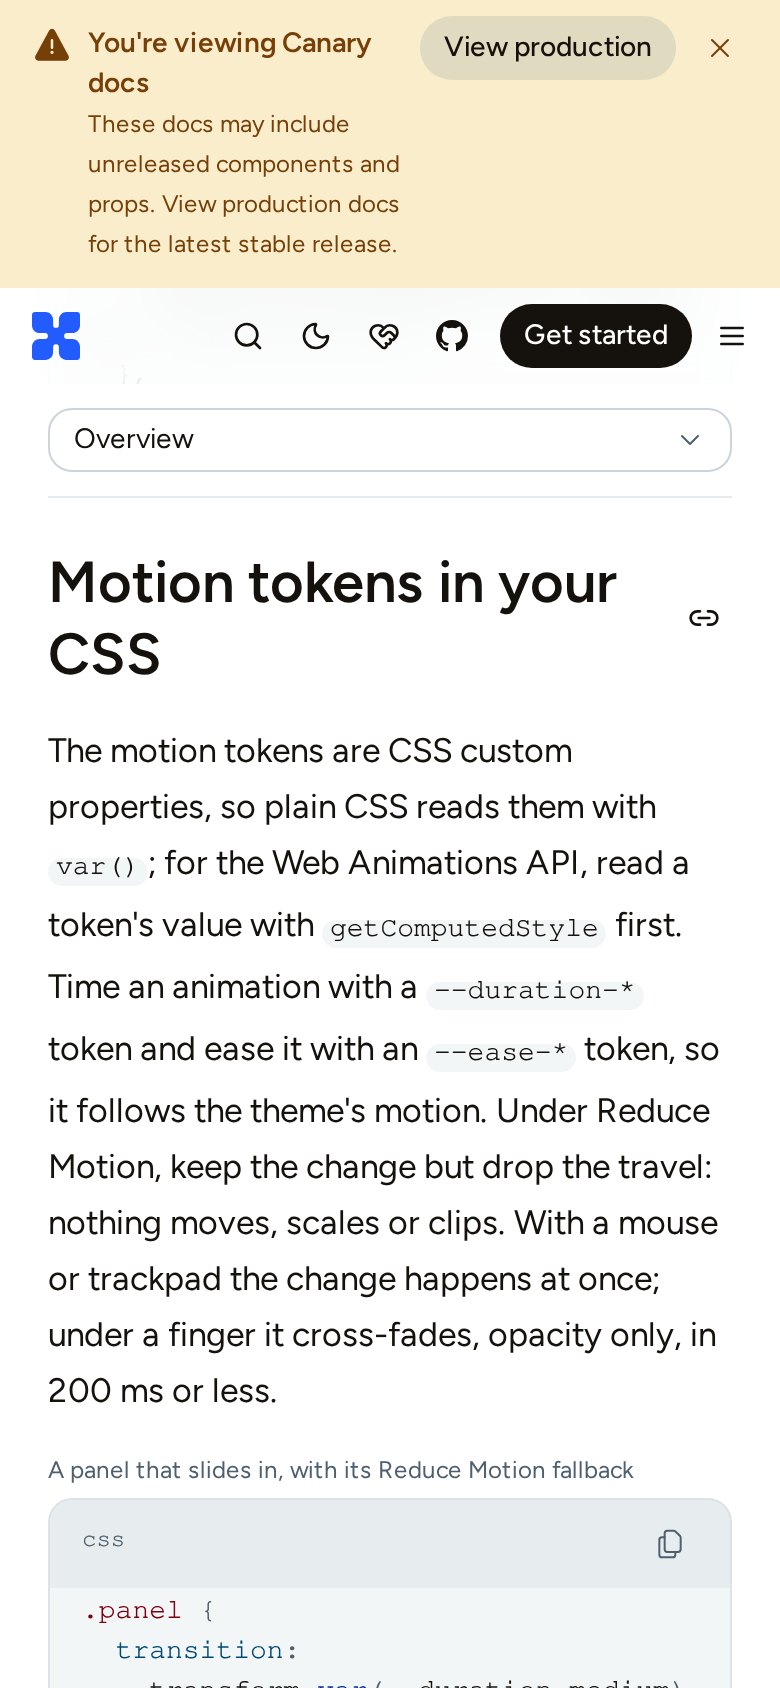 You're viewing Canary
docs
These docs may include
unreleased components and
props. View production docs
for the latest stable release.
View production
Get started
Overview
Motion tokens in your
CSS
The motion tokens are CSS custom
properties, so plain CSS reads them with
var() ; for the Web Animations API, read a
token's value with getComputedStyle first.
Time an animation with a --duration-*
token and ease it with an --ease-* token, so
it follows the theme's motion. Under Reduce
Motion, keep the change but drop the travel:
nothing moves, scales or clips. With a mouse
or trackpad the change happens at once;
under a finger it cross-fades, opacity only, in
200 ms or less.
A panel that slides in, with its Reduce Motion fallback
css
.panel {
transition:
transform var(--duration-medium)